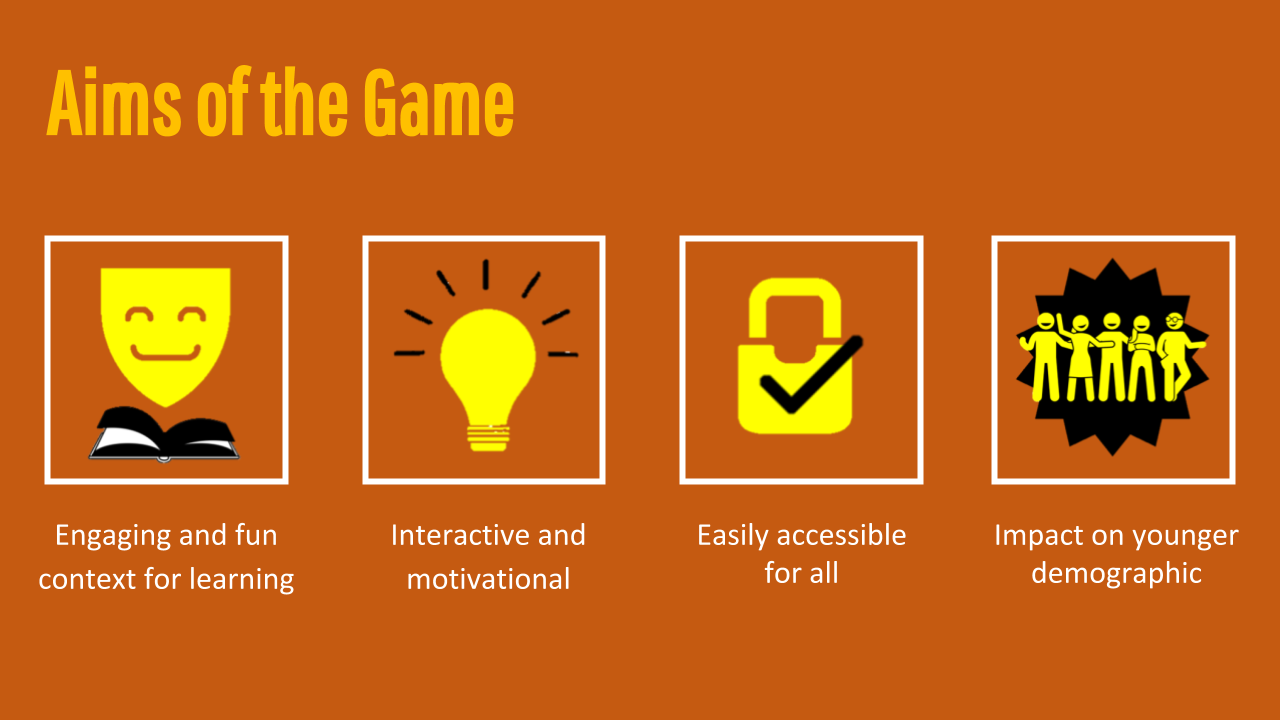 Aims of the Game
Engaging and fun
context for learning
Interactive and
motivational
Easily accessible
for all
Impact on younger
demographic